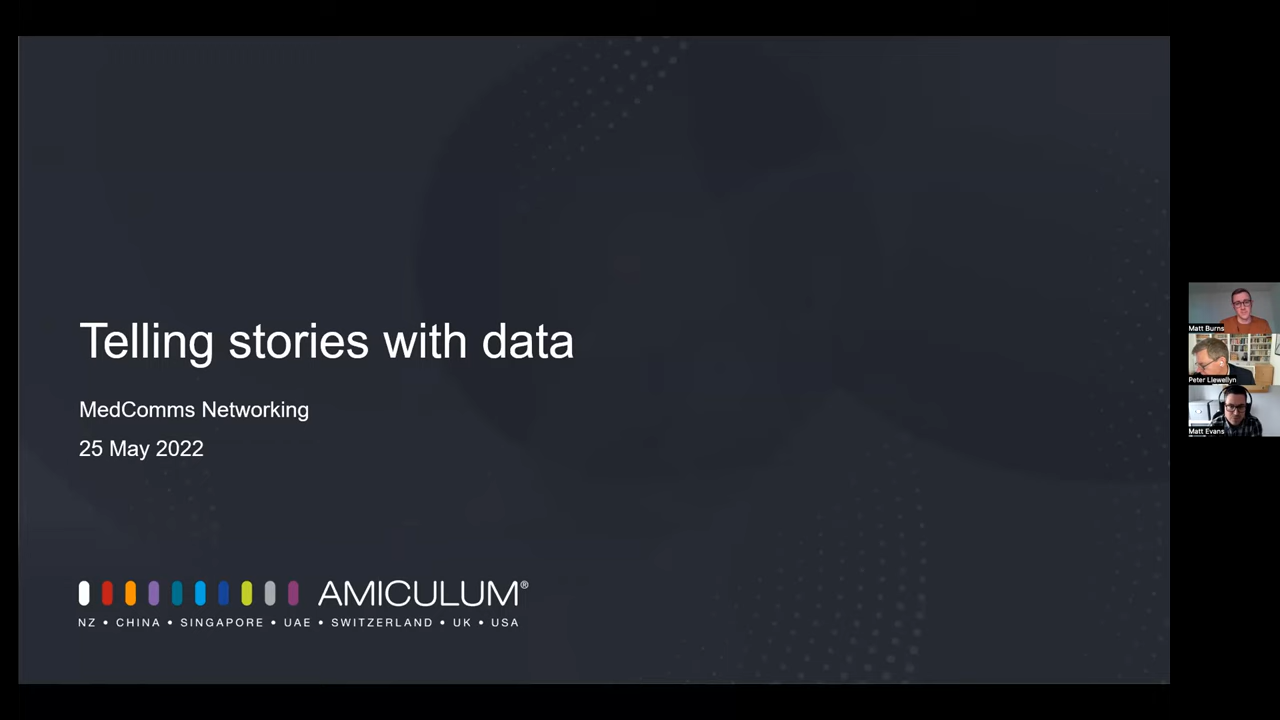 Telling stories with data
MedComms Networking
25 May 2022
AMICULUM®
NZ • CHINA • SINGAPORE • UAE • SWITZERLAND • UK • USA
Matt Burns
Peter Llewellyn
Matt Evans